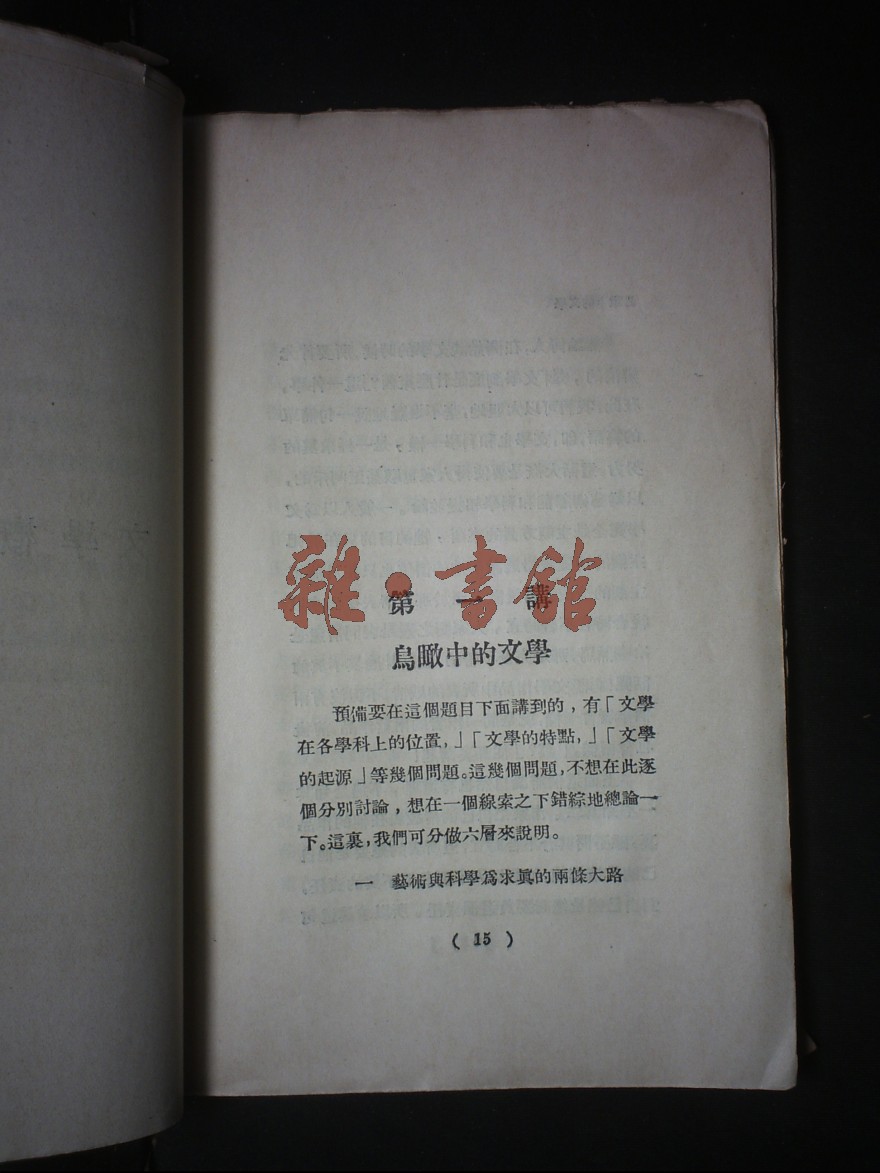 雜·書館
第一講
鳥瞰中的文學
預備要在這個題目下面講到的，有「文學
在各學科上的位置，」「文學的特點，」「文學
的起源」等幾個問題。這幾個問題，不想在此逐
個分別討論，想在一個線索之下錯綜地總論一
下。這裏，我們可分做六層來說明。
一　藝術與科學爲求眞的兩條大路
( 15 )